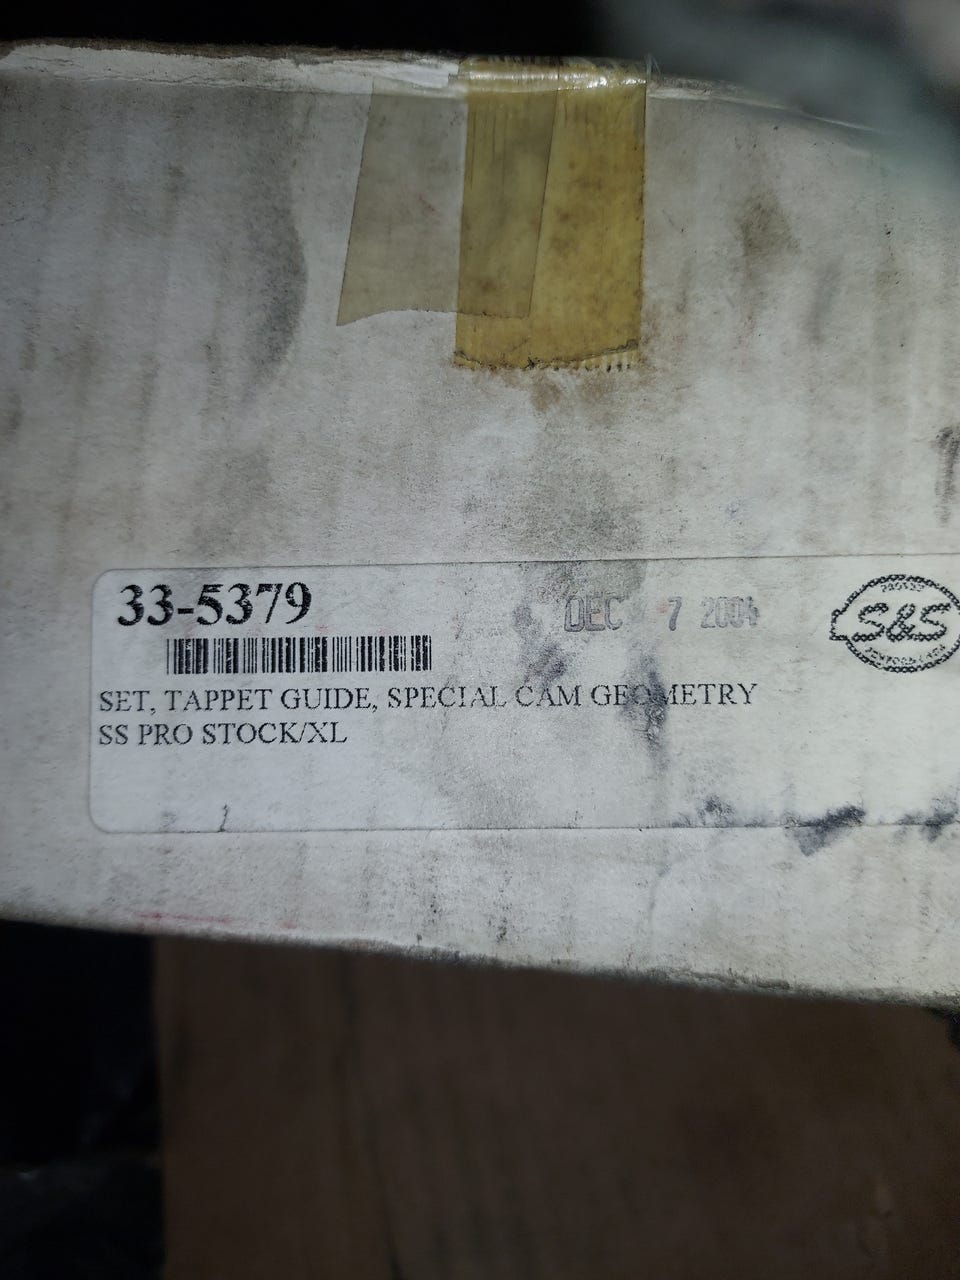 33-5379
DEC 7 2004
S&S
SET, TAPPET GUIDE, SPECIAL CAM GEOMETRY
SS PRO STOCK/XL